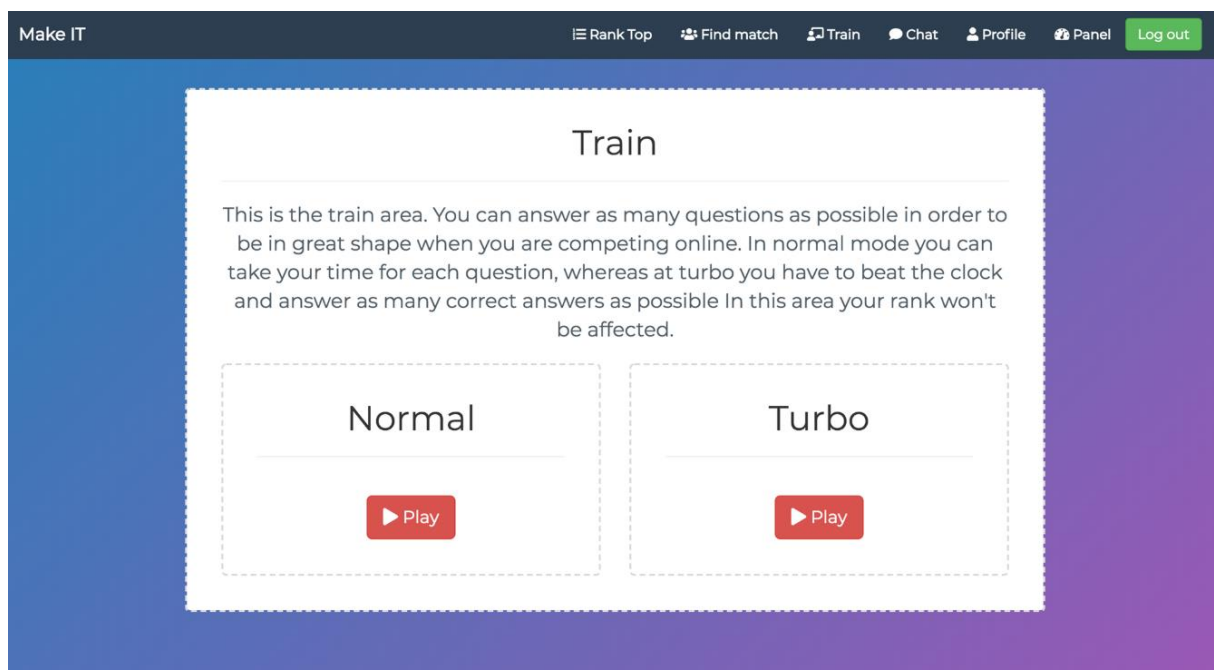 Make IT
Rank Top
Find match
Train
Chat
Profile
Panel
Log out
Train
This is the train area. You can answer as many questions as possible in order to
be in great shape when you are competing online. In normal mode you can
take your time for each question, whereas at turbo you have to beat the clock
and answer as many correct answers as possible In this area your rank won't
be affected.
Normal
Play
Turbo
Play